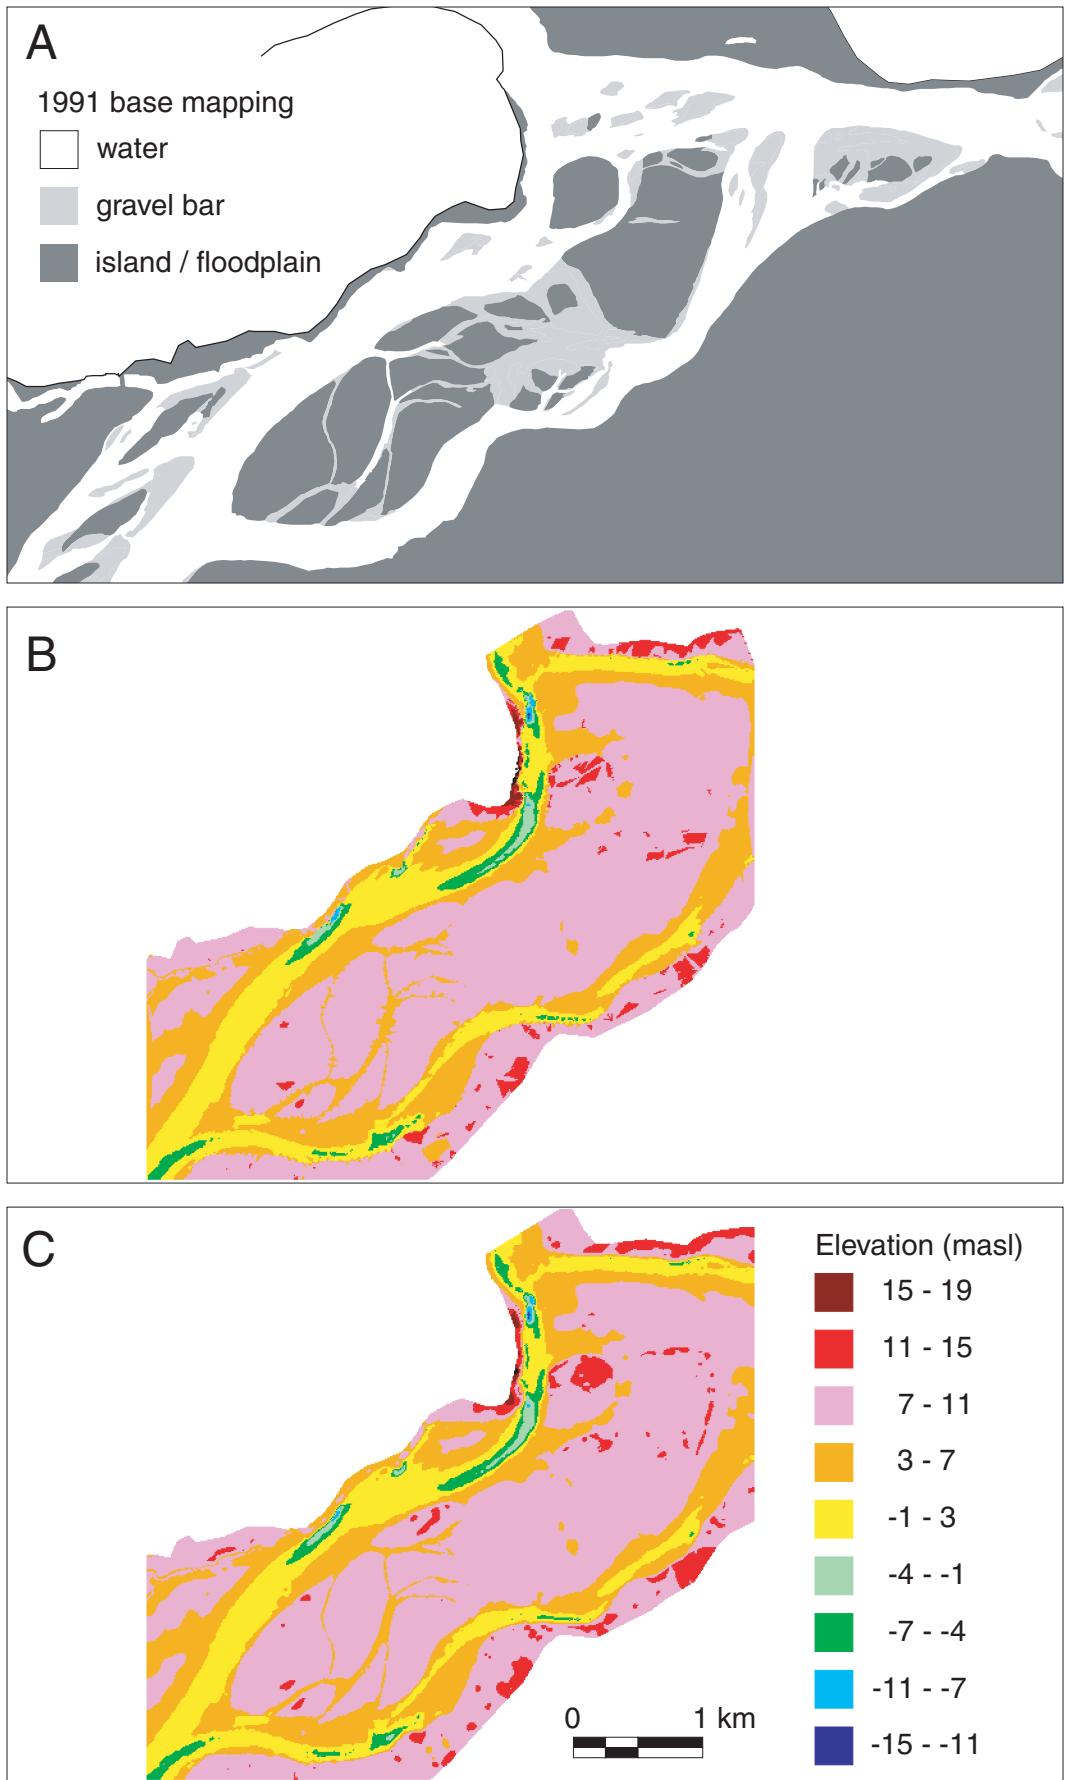 A
1991 base mapping
water
gravel bar
island / floodplain
B
C
Elevation (masl)
15 - 19
11 - 15
7 - 11
3 - 7
-1 - 3
-4 - -1
-7 - -4
-11 - -7
-15 - -11
0 1 km